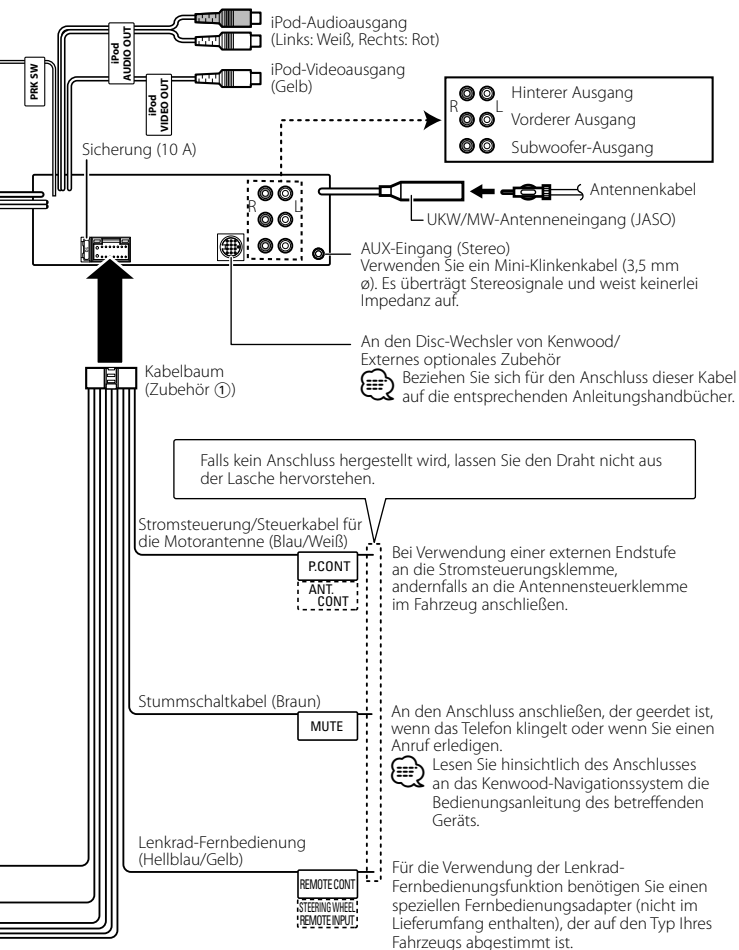 iPod-Audioausgang
(Links: Weiß, Rechts: Rot)
iPod
AUDIO OUT
iPod-Videoausgang
(Gelb)
PRK SW
iPod
VIDEO OUT
R L
Hinterer Ausgang
Vorderer Ausgang
Subwoofer-Ausgang
Sicherung (10 A)
R L
Antennenkabel
UKW/MW-Antenneneingang (JASO)
AUX-Eingang (Stereo)
Verwenden Sie ein Mini-Klinkenkabel (3,5 mm
ø). Es überträgt Stereosignale und weist keinerlei
Impedanz auf.
An den Disc-Wechsler von Kenwood/
Externes optionales Zubehör
Beziehen Sie sich für den Anschluss dieser Kabel
auf die entsprechenden Anleitungshandbücher.
Kabelbaum
(Zubehör ①)
Falls kein Anschluss hergestellt wird, lassen Sie den Draht nicht aus
der Lasche hervorstehen.
Stromsteuerung/Steuerkabel für
die Motorantenne (Blau/Weiß)
P.CONT
ANT.
CONT
Bei Verwendung einer externen Endstufe
an die Stromsteuerungsklemme,
andernfalls an die Antennensteuerklemme
im Fahrzeug anschließen.
Stummschaltkabel (Braun)
MUTE
An den Anschluss anschließen, der geerdet ist,
wenn das Telefon klingelt oder wenn Sie einen
Anruf erledigen.
Lesen Sie hinsichtlich des Anschlusses
an das Kenwood-Navigationssystem die
Bedienungsanleitung des betreffenden
Geräts.
Lenkrad-Fernbedienung
(Hellblau/Gelb)
REMOTE CONT
STEERING WHEEL
REMOTE INPUT
Für die Verwendung der Lenkrad-
Fernbedienungsfunktion benötigen Sie einen
speziellen Fernbedienungsadapter (nicht im
Lieferumfang enthalten), der auf den Typ Ihres
Fahrzeugs abgestimmt ist.